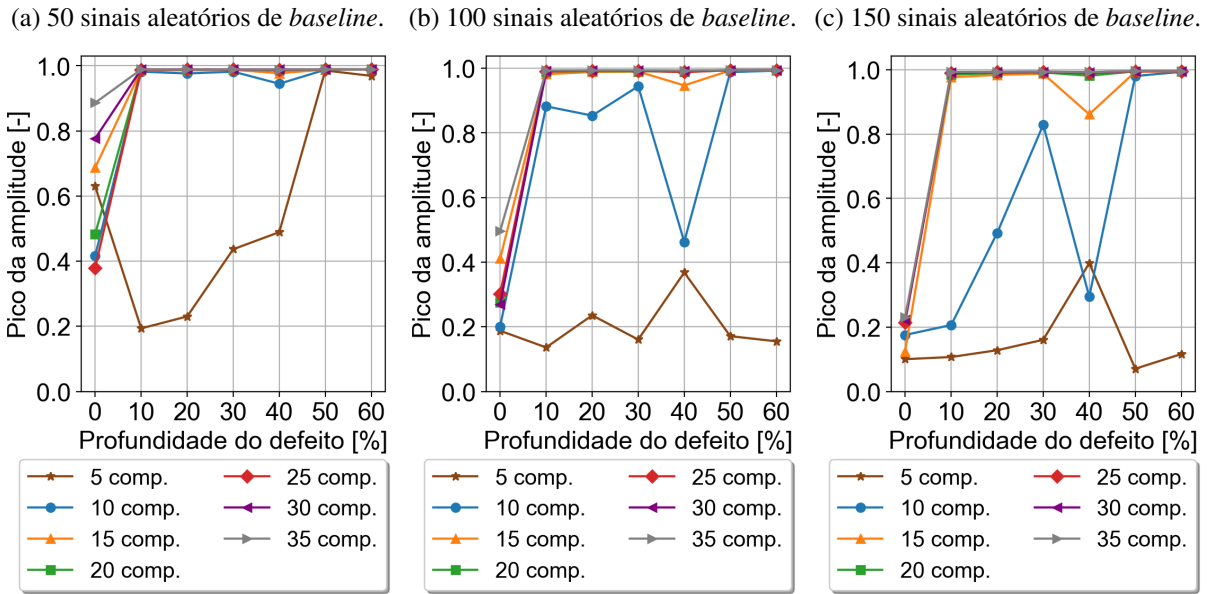 (a) 50 sinais aleatórios de baseline.
Pico da amplitude [-]
1.0
0.8
0.6
0.4
0.2
0.0
0 10 20 30 40 50 60
Profundidade do defeito [%]
5 comp.
10 comp.
15 comp.
20 comp.
25 comp.
30 comp.
35 comp.
(b) 100 sinais aleatórios de baseline.
Pico da amplitude [-]
1.0
0.8
0.6
0.4
0.2
0.0
0 10 20 30 40 50 60
Profundidade do defeito [%]
5 comp.
10 comp.
15 comp.
20 comp.
25 comp.
30 comp.
35 comp.
(c) 150 sinais aleatórios de baseline.
Pico da amplitude [-]
1.0
0.8
0.6
0.4
0.2
0.0
0 10 20 30 40 50 60
Profundidade do defeito [%]
5 comp.
10 comp.
15 comp.
20 comp.
25 comp.
30 comp.
35 comp.